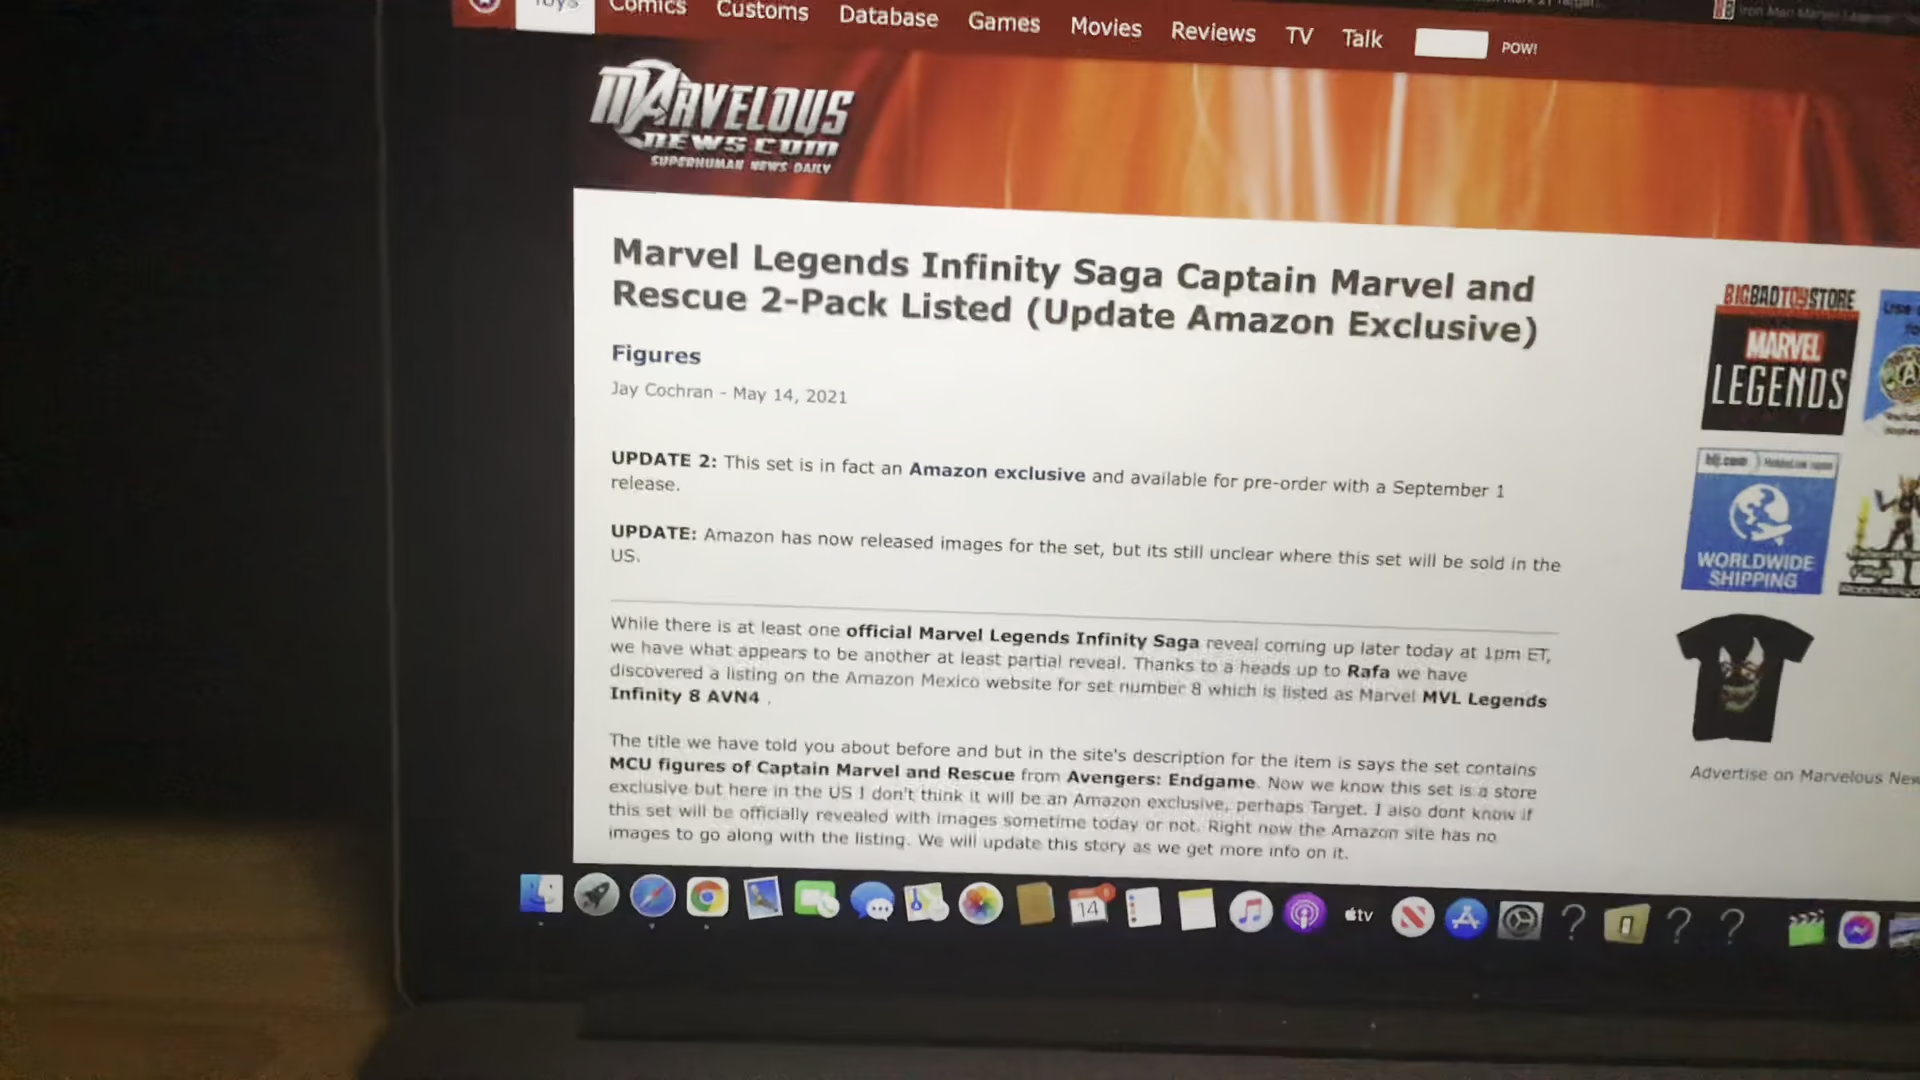 Toys Comics Customs Database Games Movies Reviews TV Talk POW!
MARVELOUS
NEWS.COM
SUPERHUMAN NEWS DAILY
Marvel Legends Infinity Saga Captain Marvel and
Rescue 2-Pack Listed (Update Amazon Exclusive)
Figures
Jay Cochran - May 14, 2021
UPDATE 2: This set is in fact an Amazon exclusive and available for pre-order with a September 1
release.
UPDATE: Amazon has now released images for the set, but its still unclear where this set will be sold in the
US.
While there is at least one official Marvel Legends Infinity Saga reveal coming up later today at 1pm ET,
we have what appears to be another at least partial reveal. Thanks to a heads up to Rafa we have
discovered a listing on the Amazon Mexico website for set number 8 which is listed as Marvel MVL Legends
Infinity 8 AVN4 .
The title we have told you about before and but in the site's description for the item is says the set contains
MCU figures of Captain Marvel and Rescue from Avengers: Endgame. Now we know this set is a store
exclusive but here in the US I don't think it will be an Amazon exclusive, perhaps Target. I also dont know if
this set will be officially revealed with images sometime today or not. Right now the Amazon site has no
images to go along with the listing. We will update this story as we get more info on it.
BIGBADTOYSTORE
MARVEL
LEGENDS
hlj.com
WORLDWIDE
SHIPPING
Advertise on Marvelous New
14
tv